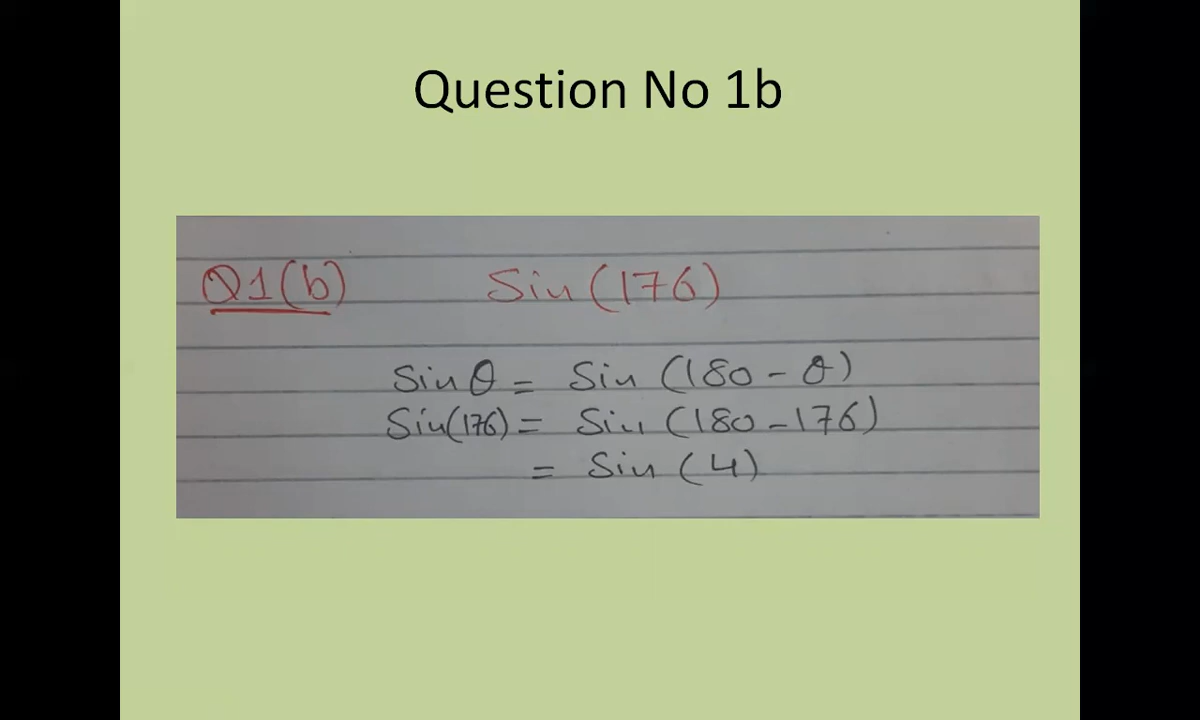 Question No 1b
Q1(b) Sin(176)
Sin θ = Sin (180 - θ)
Sin(176) = Sin (180 - 176)
= Sin (4)